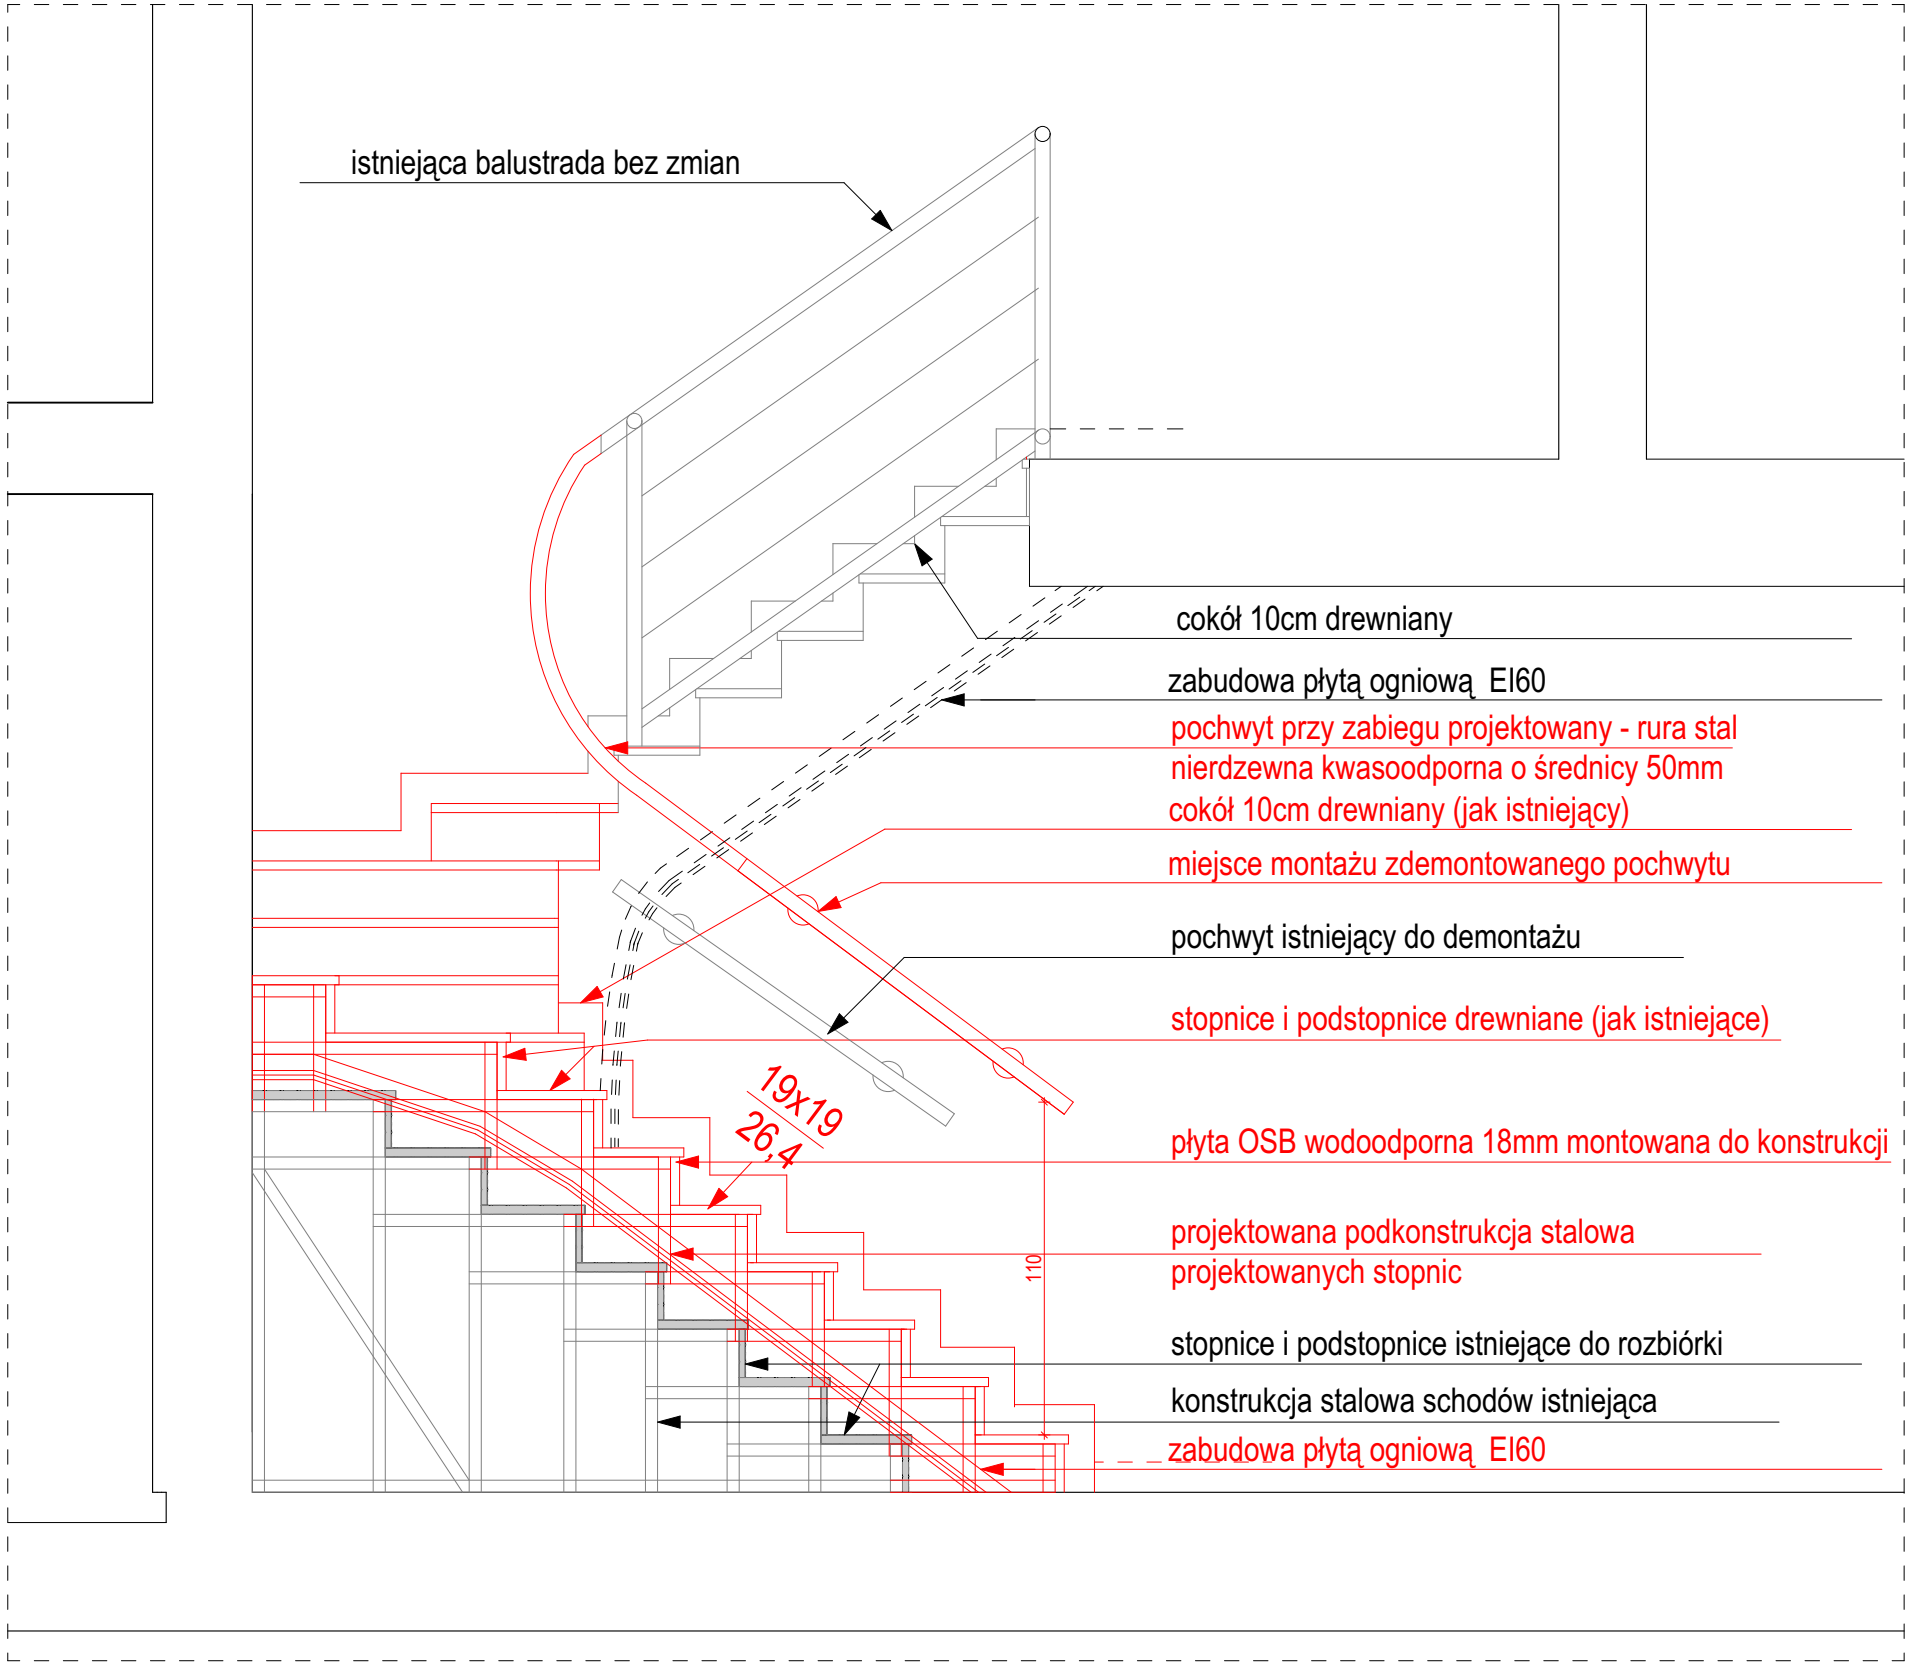 istniejąca balustrada bez zmian
cokół 10cm drewniany
zabudowa płytą ogniową EI60
pochwyt przy zabiegu projektowany - rura stal
nierdzewna kwasoodporna o średnicy 50mm
cokół 10cm drewniany (jak istniejący)
miejsce montażu zdemontowanego pochwytu
pochwyt istniejący do demontażu
stopnice i podstopnice drewniane (jak istniejące)
19x19
26,4
płyta OSB wodoodporna 18mm montowana do konstrukcji
projektowana podkonstrukcja stalowa
projektowanych stopnic
110
stopnice i podstopnice istniejące do rozbiórki
konstrukcja stalowa schodów istniejąca
zabudowa płytą ogniową EI60